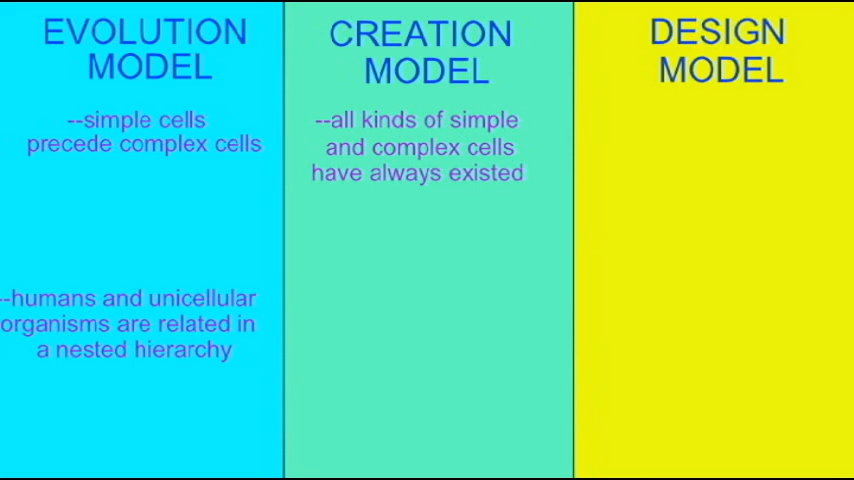 EVOLUTION
MODEL
--simple cells
precede complex cells
--humans and unicellular
organisms are related in
a nested hierarchy
CREATION
MODEL
--all kinds of simple
and complex cells
have always existed
DESIGN
MODEL